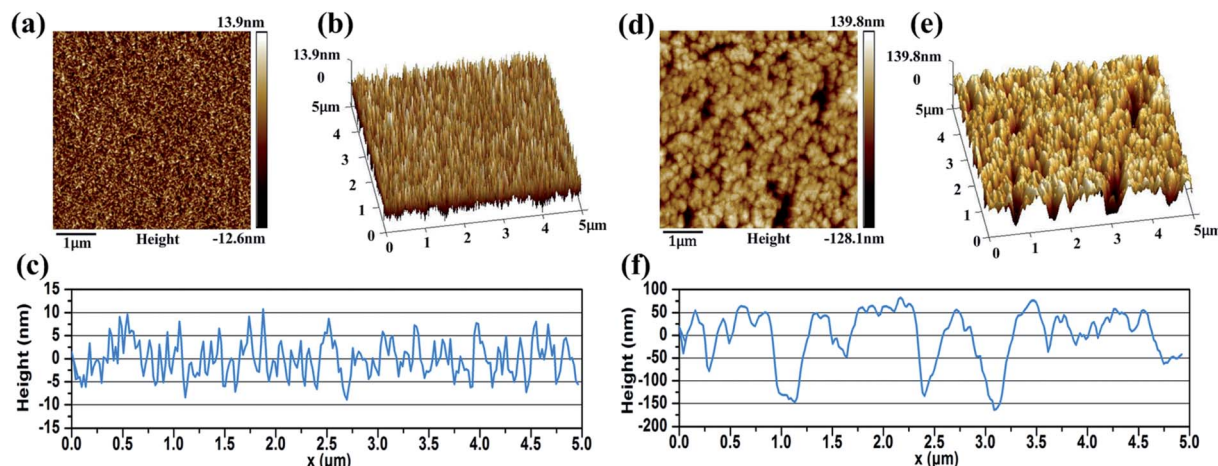 (a)
13.9nm
1μm
Height
-12.6nm
(b)
13.9nm
0
5μm
4
3
2
1
0
0
1
2
3
4
5μm
(d)
139.8nm
1μm
Height
-128.1nm
(e)
139.8nm
0
5μm
4
3
2
1
0
0
1
2
3
4
5μm
(c)
Height (nm)
15
10
5
0
-5
-10
-15
0.0 0.5 1.0 1.5 2.0 2.5 3.0 3.5 4.0 4.5 5.0
x (μm)
(f)
Height (nm)
100
50
0
-50
-100
-150
-200
0.0 0.5 1.0 1.5 2.0 2.5 3.0 3.5 4.0 4.5 5.0
x (μm)